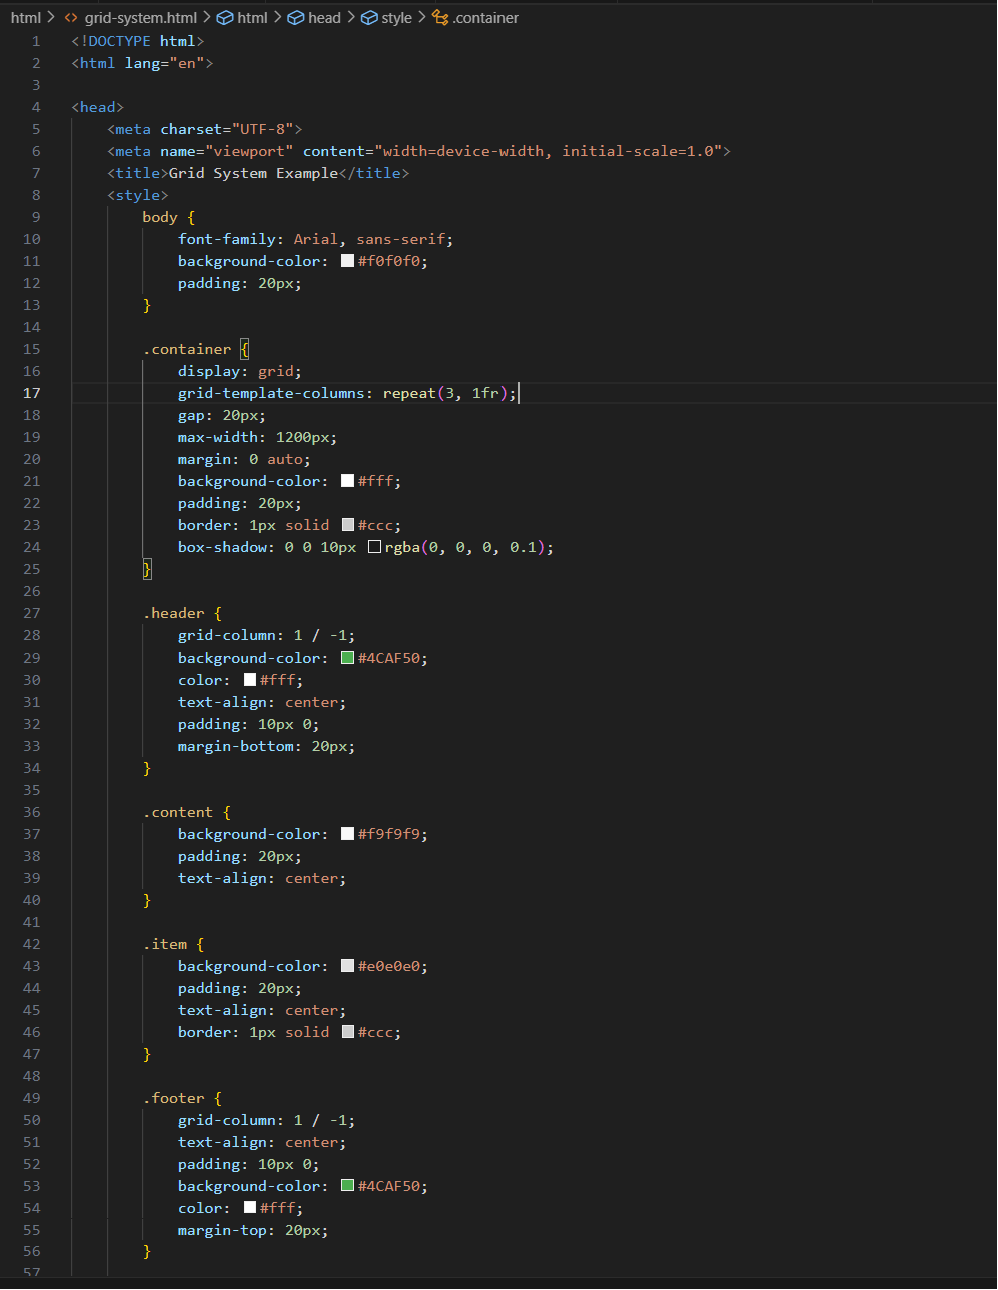 html > <> grid-system.html > html > head > style > .container
1 <!DOCTYPE html>
2 <html lang="en">
3
4 <head>
5     <meta charset="UTF-8">
6     <meta name="viewport" content="width=device-width, initial-scale=1.0">
7     <title>Grid System Example</title>
8     <style>
9         body {
10             font-family: Arial, sans-serif;
11             background-color: #f0f0f0;
12             padding: 20px;
13         }
14
15         .container {
16             display: grid;
17             grid-template-columns: repeat(3, 1fr);
18             gap: 20px;
19             max-width: 1200px;
20             margin: 0 auto;
21             background-color: #fff;
22             padding: 20px;
23             border: 1px solid #ccc;
24             box-shadow: 0 0 10px rgba(0, 0, 0, 0.1);
25         }
26
27         .header {
28             grid-column: 1 / -1;
29             background-color: #4CAF50;
30             color: #fff;
31             text-align: center;
32             padding: 10px 0;
33             margin-bottom: 20px;
34         }
35
36         .content {
37             background-color: #f9f9f9;
38             padding: 20px;
39             text-align: center;
40         }
41
42         .item {
43             background-color: #e0e0e0;
44             padding: 20px;
45             text-align: center;
46             border: 1px solid #ccc;
47         }
48
49         .footer {
50             grid-column: 1 / -1;
51             text-align: center;
52             padding: 10px 0;
53             background-color: #4CAF50;
54             color: #fff;
55             margin-top: 20px;
56         }
57